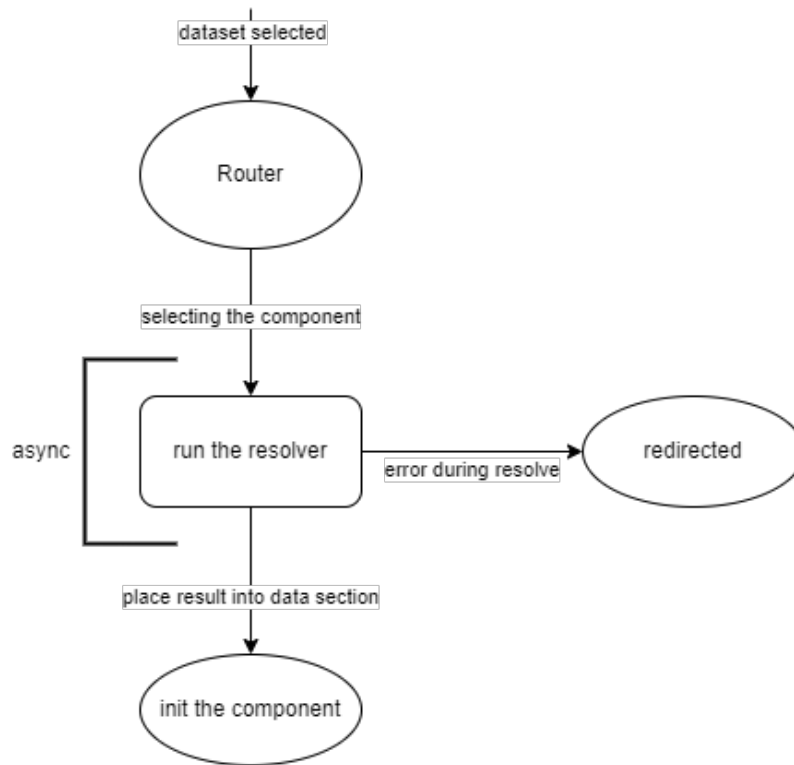 dataset selected
Router
selecting the component
async
run the resolver
error during resolve
redirected
place result into data section
init the component